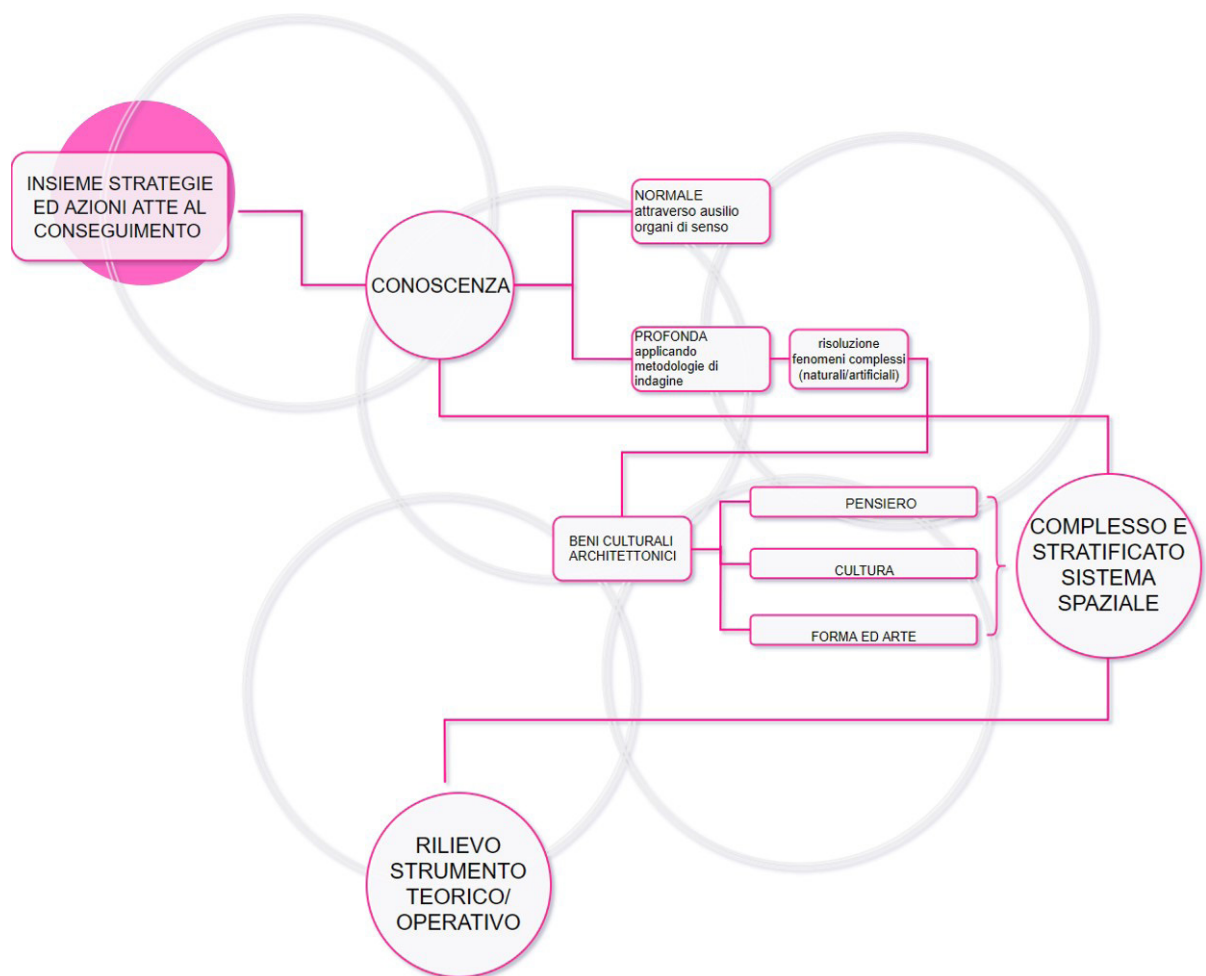 INSIEME STRATEGIE
ED AZIONI ATTE AL
CONSEGUIMENTO
CONOSCENZA
NORMALE
attraverso ausilio
organi di senso
PROFONDA
applicando
metodologie di
indagine
risoluzione
fenomeni complessi
(naturali/artificiali)
BENI CULTURALI
ARCHITETTONICI
PENSIERO
CULTURA
FORMA ED ARTE
COMPLESSO E
STRATIFICATO
SISTEMA
SPAZIALE
RILIEVO
STRUMENTO
TEORICO/
OPERATIVO